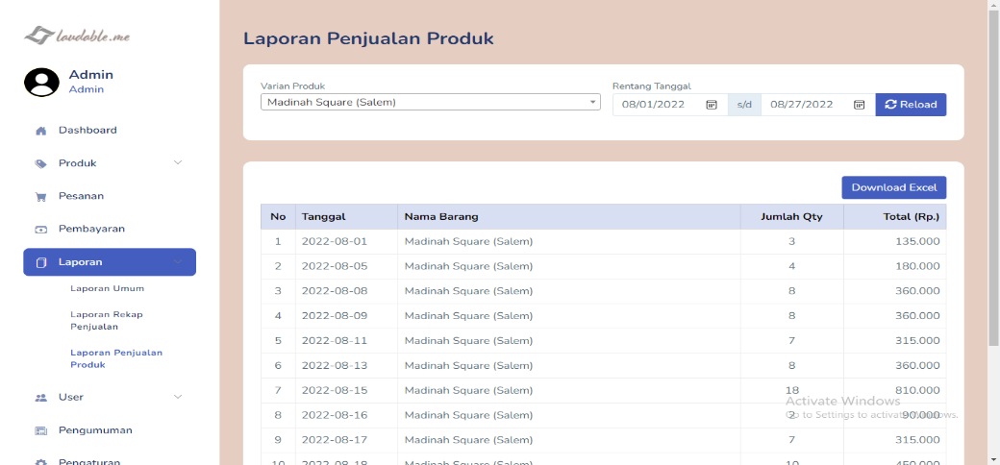 laudable.me
Admin
Admin
Dashboard
Produk
Pesanan
Pembayaran
Laporan
Laporan Umum
Laporan Rekap
Penjualan
Laporan Penjualan
Produk
User
Pengumuman
Pengaturan
Laporan Penjualan Produk
Varian Produk
Rentang Tanggal
Madinah Square (Salem)
08/01/2022 s/d 08/27/2022 Reload
Download Excel
No Tanggal Nama Barang Jumlah Qty Total (Rp.)
1 2022-08-01 Madinah Square (Salem) 3 135.000
2 2022-08-05 Madinah Square (Salem) 4 180.000
3 2022-08-08 Madinah Square (Salem) 8 360.000
4 2022-08-09 Madinah Square (Salem) 8 360.000
5 2022-08-11 Madinah Square (Salem) 7 315.000
6 2022-08-13 Madinah Square (Salem) 8 360.000
7 2022-08-15 Madinah Square (Salem) 18 810.000
8 2022-08-16 Madinah Square (Salem) 2 90.000
9 2022-08-17 Madinah Square (Salem) 7 315.000
10 2022-08-18 Madinah Square (Salem) 10 450.000
Activate Windows
Go to Settings to activate Windows.